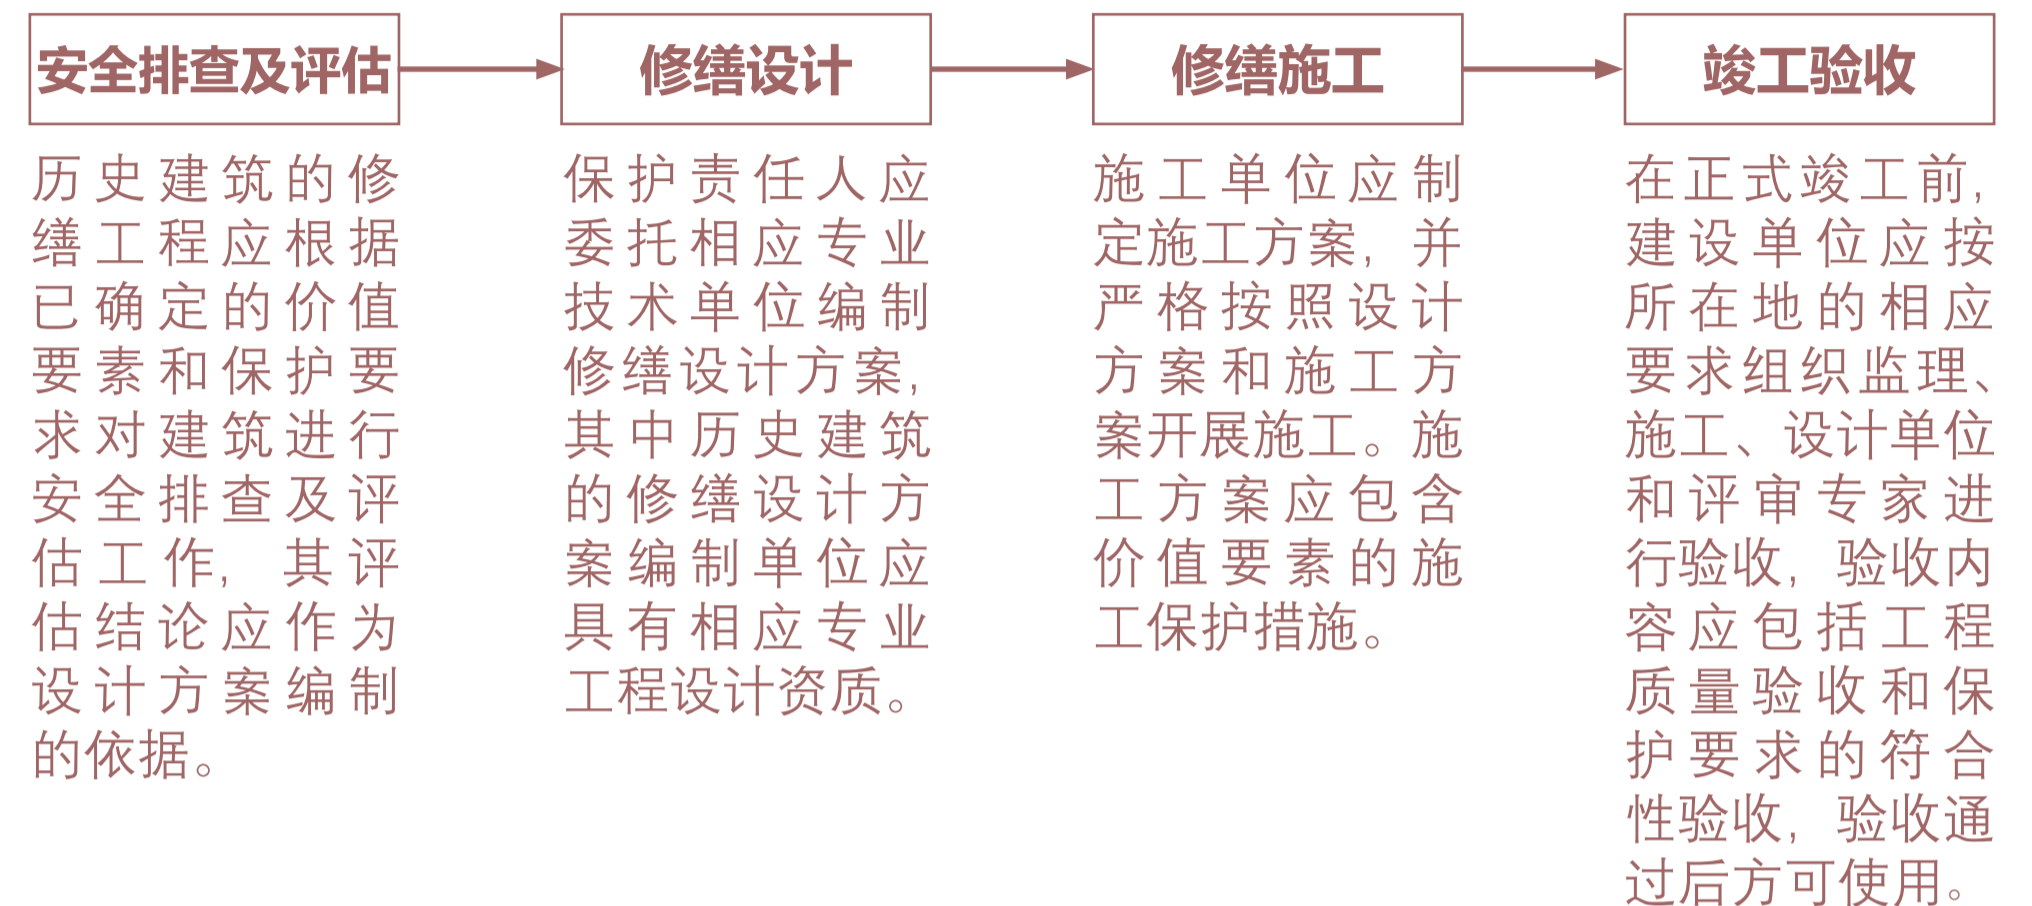 安全排查及评估
历史建筑的修
缮工程应根据
已确定的价值
要素和保护要
求对建筑进行
安全排查及评
估工作，其评
估结论应作为
设计方案编制
的依据。
修缮设计
保护责任人应
委托相应专业
技术单位编制
修缮设计方案，
其中历史建筑
的修缮设计方
案编制单位应
具有相应专业
工程设计资质。
修缮施工
施工单位应制
定施工方案，并
严格按照设计
方案和施工方
案开展施工。施
工方案应包含
价值要素的施
工保护措施。
竣工验收
在正式竣工前，
建设单位应按
所在地的相应
要求组织监理、
施工、设计单位
和评审专家进
行验收，验收内
容应包括工程
质量验收和保
护要求的符合
性验收，验收通
过后方可使用。